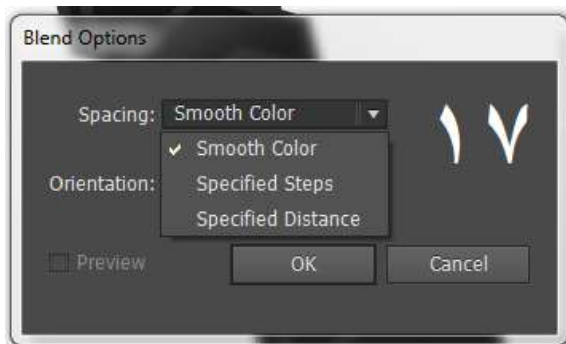 Blend Options
Spacing: Smooth Color
Smooth Color
Specified Steps
Specified Distance
Orientation:
Preview
OK
Cancel
١٧